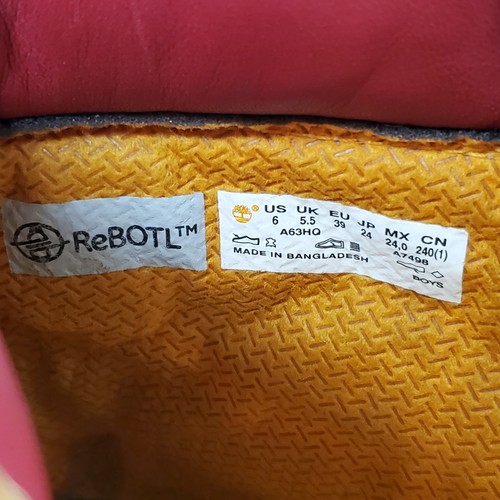 ReBOTL™
® US UK EU JP MX CN
6 5.5 39 24 24.0 240(1)
A63HQ A7498
MADE IN BANGLADESH
BOYS